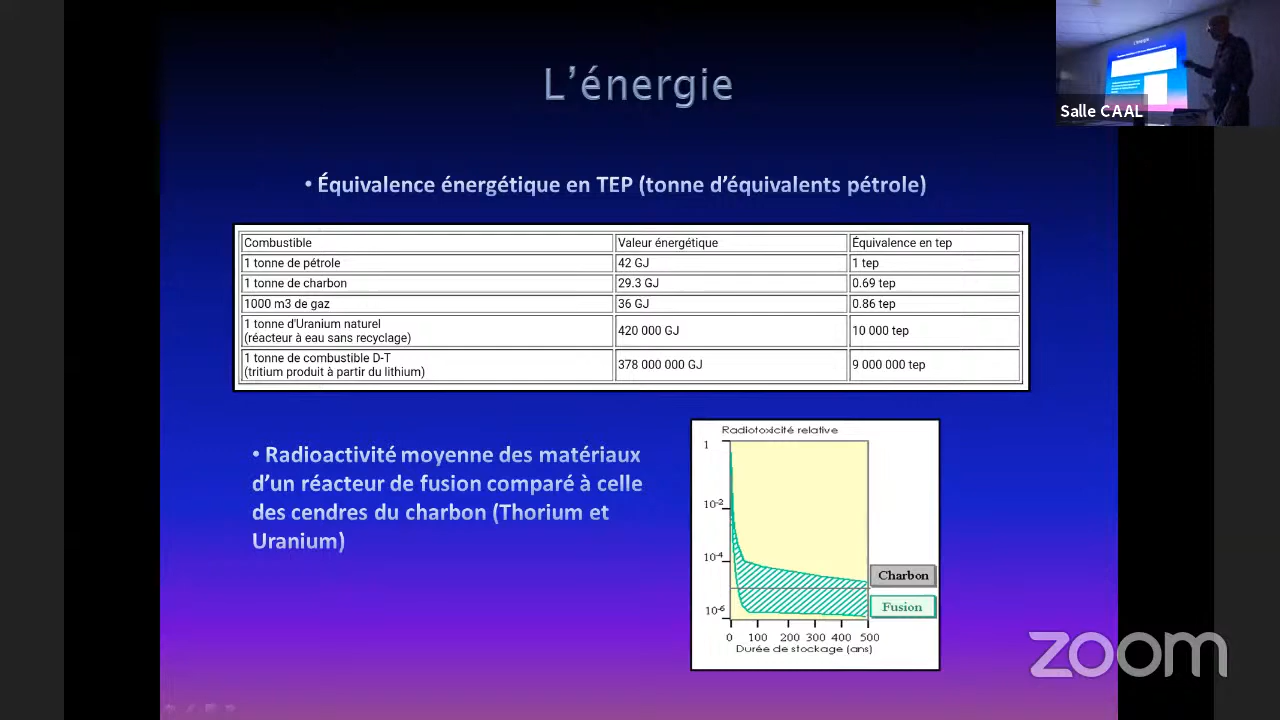 L'énergie
Salle CAAL
• Équivalence énergétique en TEP (tonne d'équivalents pétrole)
Combustible Valeur énergétique Équivalence en tep
1 tonne de pétrole 42 GJ 1 tep
1 tonne de charbon 29.3 GJ 0.69 tep
1000 m3 de gaz 36 GJ 0.86 tep
1 tonne d'Uranium naturel
(réacteur à eau sans recyclage) 420 000 GJ 10 000 tep
1 tonne de combustible D-T
(tritium produit à partir du lithium) 378 000 000 GJ 9 000 000 tep
• Radioactivité moyenne des matériaux
d'un réacteur de fusion comparé à celle
des cendres du charbon (Thorium et
Uranium)
Radiotoxicité relative
1
10-2
10-4
10-6
Charbon
Fusion
0 100 200 300 400 500
Durée de stockage (ans)
zoom